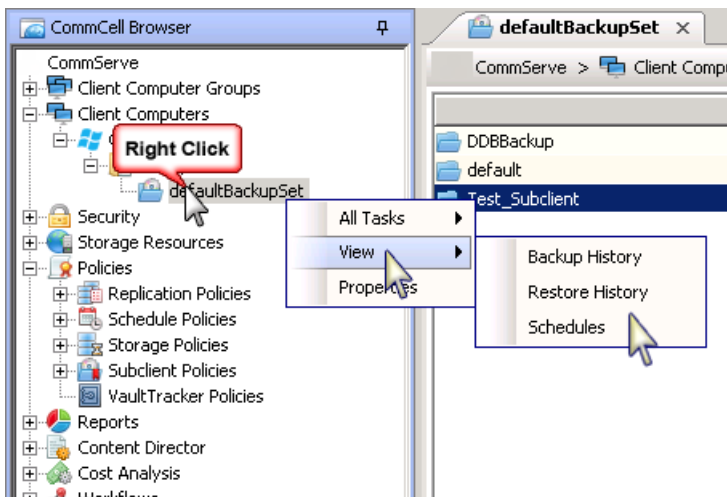 CommCell Browser
CommServe
Client Computer Groups
Client Computers
Right Click
defaultBackupSet
Security
Storage Resources
Policies
Replication Policies
Schedule Policies
Storage Policies
Subclient Policies
VaultTracker Policies
Reports
Content Director
Cost Analysis
Workflows
defaultBackupSet ×
CommServe > Client Compu
DDBBackup
default
Test_Subclient
All Tasks
View
Properties
Backup History
Restore History
Schedules